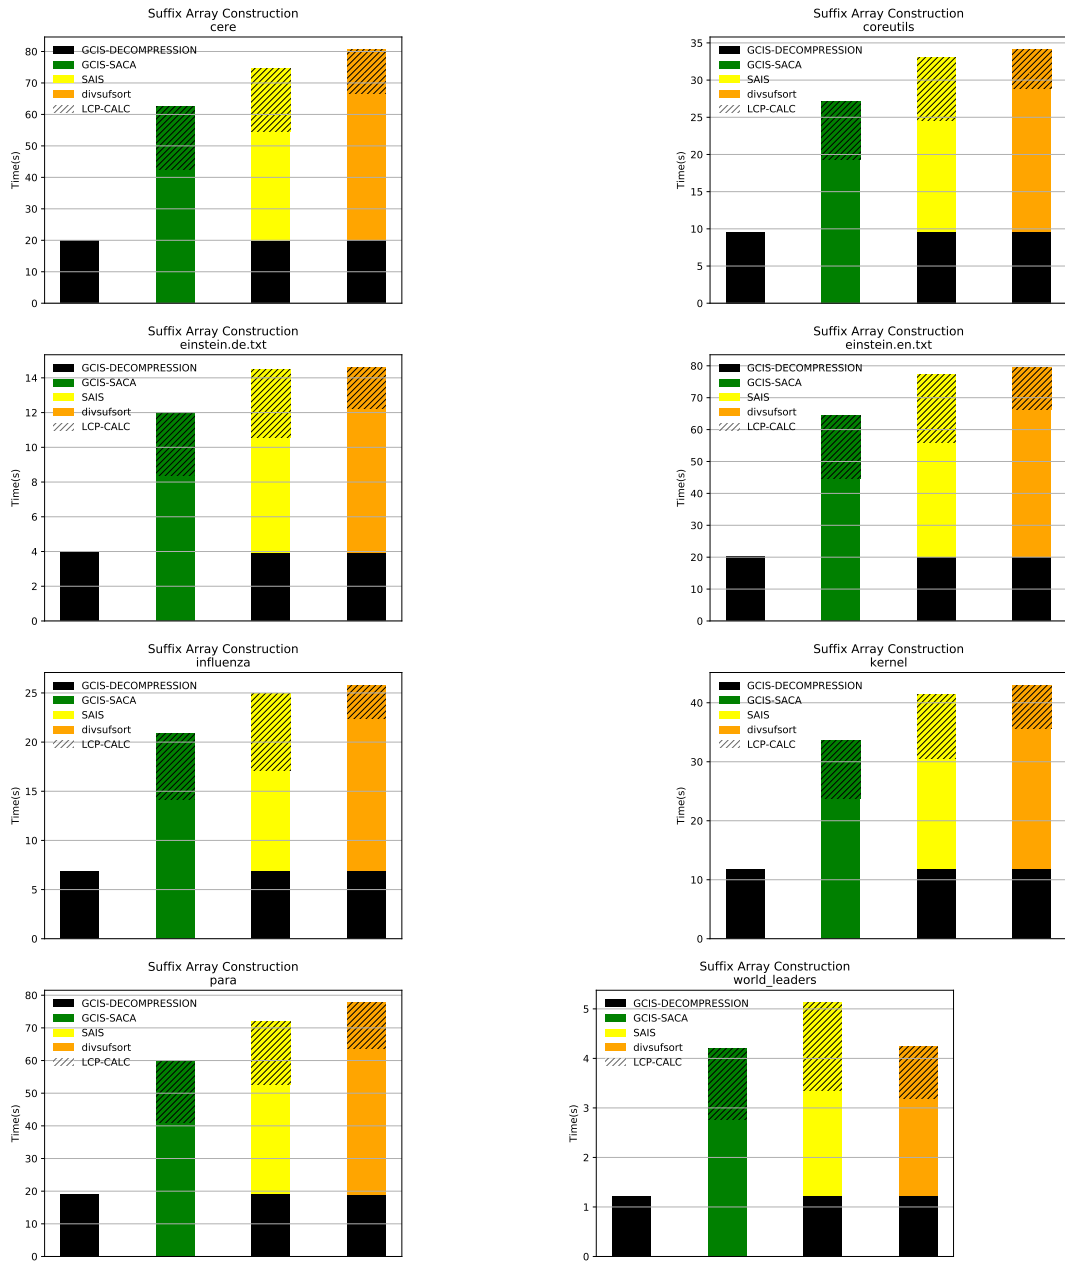 Suffix Array Construction
cere
80
70
60
50
40
30
20
10
0
Time(s)
GCIS-DECOMPRESSION
GCIS-SACA
SAIS
divsufsort
LCP-CALC
Suffix Array Construction
coreutils
35
30
25
20
15
10
5
0
Time(s)
GCIS-DECOMPRESSION
GCIS-SACA
SAIS
divsufsort
LCP-CALC
Suffix Array Construction
einstein.de.txt
14
12
10
8
6
4
2
0
Time(s)
GCIS-DECOMPRESSION
GCIS-SACA
SAIS
divsufsort
LCP-CALC
Suffix Array Construction
einstein.en.txt
80
70
60
50
40
30
20
10
0
Time(s)
GCIS-DECOMPRESSION
GCIS-SACA
SAIS
divsufsort
LCP-CALC
Suffix Array Construction
influenza
25
20
15
10
5
0
Time(s)
GCIS-DECOMPRESSION
GCIS-SACA
SAIS
divsufsort
LCP-CALC
Suffix Array Construction
kernel
40
30
20
10
0
Time(s)
GCIS-DECOMPRESSION
GCIS-SACA
SAIS
divsufsort
LCP-CALC
Suffix Array Construction
para
80
70
60
50
40
30
20
10
0
Time(s)
GCIS-DECOMPRESSION
GCIS-SACA
SAIS
divsufsort
LCP-CALC
Suffix Array Construction
world_leaders
5
4
3
2
1
0
Time(s)
GCIS-DECOMPRESSION
GCIS-SACA
SAIS
divsufsort
LCP-CALC